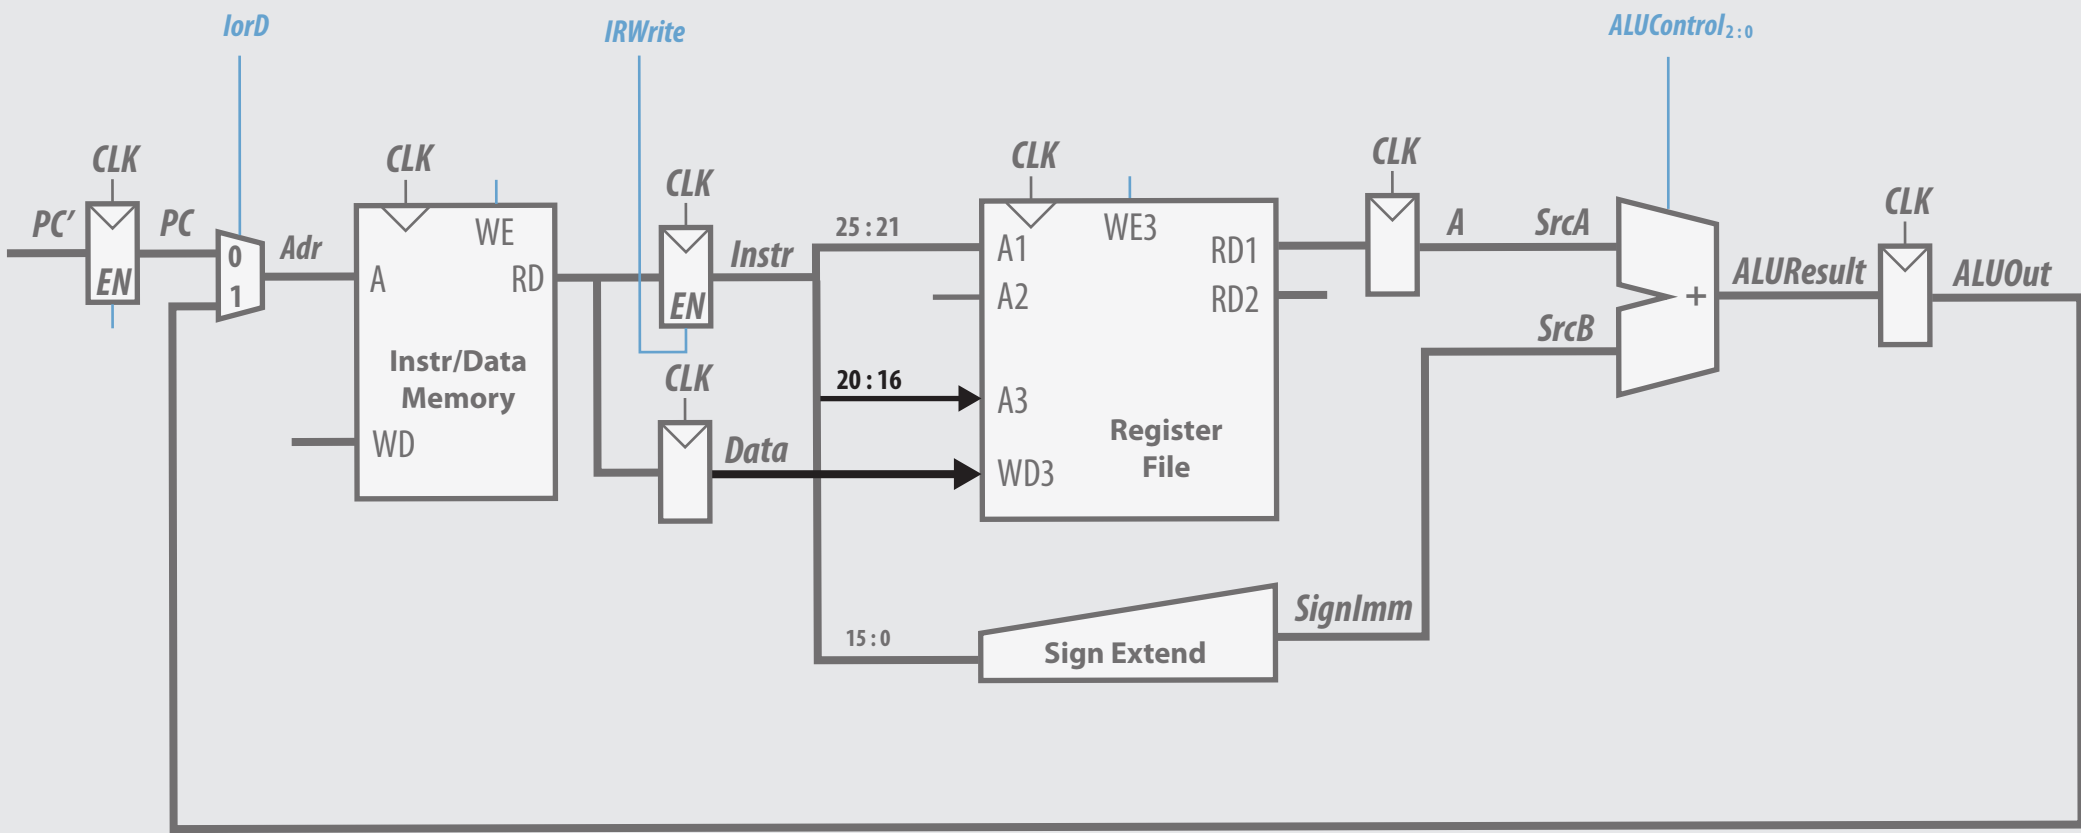 IorD
IRWrite
ALUControl2:0
CLK
CLK
CLK
CLK
CLK
CLK
PC′
PC
EN
0
1
Adr
WE
A
RD
Instr/Data
Memory
WD
EN
Instr
CLK
Data
25:21
20:16
15:0
A1
A2
A3
WD3
WE3
RD1
RD2
Register
File
Sign Extend
SignImm
A
SrcA
SrcB
+
ALUResult
ALUOut